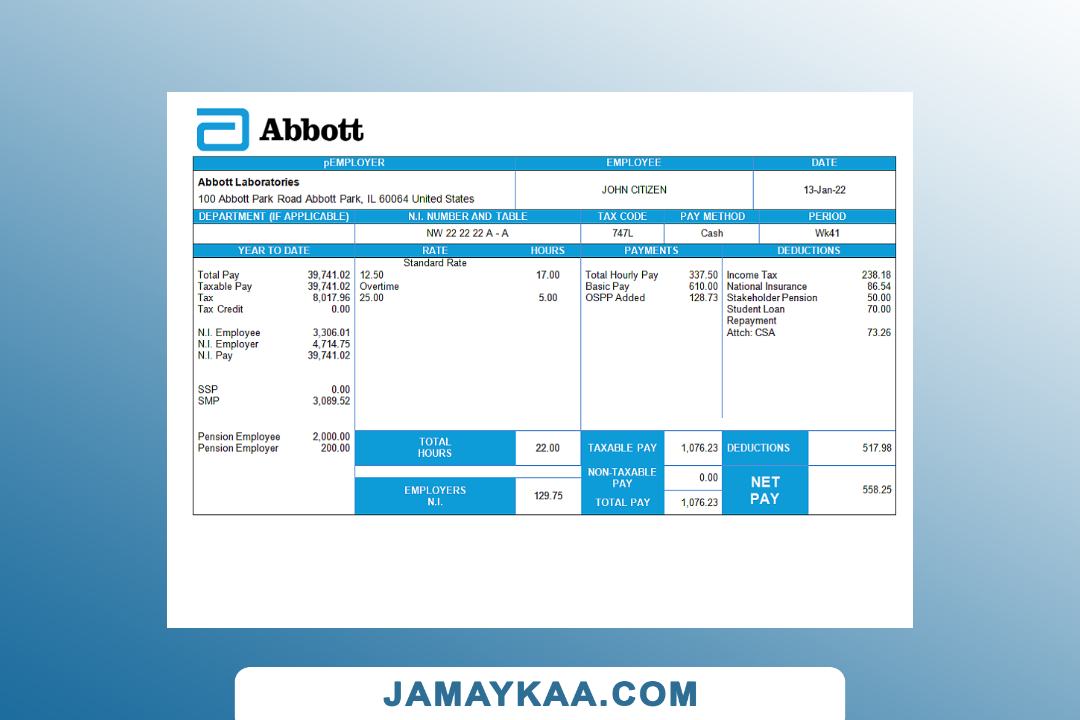 Abbott
pEMPLOYER EMPLOYEE DATE
Abbott Laboratories
100 Abbott Park Road Abbott Park, IL 60064 United States
JOHN CITIZEN
13-Jan-22
DEPARTMENT (IF APPLICABLE) N.I. NUMBER AND TABLE TAX CODE PAY METHOD PERIOD
NW 22 22 22 A - A 747L Cash Wk41
YEAR TO DATE RATE HOURS PAYMENTS DEDUCTIONS
Standard Rate
Total Pay 39,741.02 12.50 17.00 Total Hourly Pay 337.50 Income Tax 238.18
Taxable Pay 39,741.02 Overtime Basic Pay 610.00 National Insurance 86.54
Tax 8,017.96 25.00 5.00 OSPP Added 128.73 Stakeholder Pension 50.00
Tax Credit 0.00 Student Loan 70.00
Repayment
N.I. Employee 3,306.01 Attch: CSA 73.26
N.I. Employer 4,714.75
N.I. Pay 39,741.02
SSP 0.00
SMP 3,089.52
Pension Employee 2,000.00
Pension Employer 200.00
TOTAL
HOURS
22.00
TAXABLE PAY 1,076.23
DEDUCTIONS 517.98
EMPLOYERS
N.I.
129.75
NON-TAXABLE
PAY
0.00
TOTAL PAY 1,076.23
NET
PAY
558.25
JAMAYKAA.COM